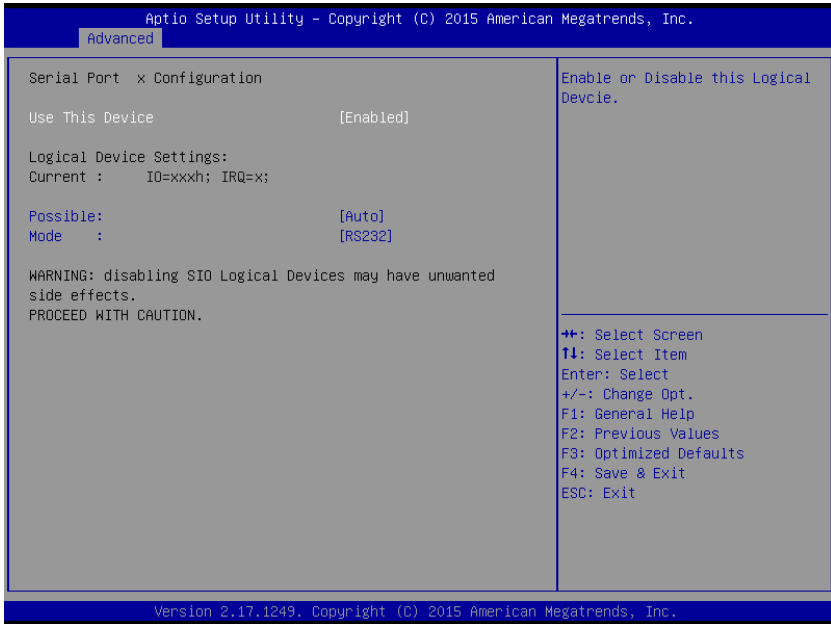 Aptio Setup Utility – Copyright (C) 2015 American Megatrends, Inc.
Advanced
Serial Port x Configuration
Use This Device [Enabled]
Logical Device Settings:
Current : IO=xxxh; IRQ=x;
Possible: [Auto]
Mode : [RS232]
WARNING: disabling SIO Logical Devices may have unwanted
side effects.
PROCEED WITH CAUTION.
Enable or Disable this Logical
Devcie.
→←: Select Screen
↑↓: Select Item
Enter: Select
+/-: Change Opt.
F1: General Help
F2: Previous Values
F3: Optimized Defaults
F4: Save & Exit
ESC: Exit
Version 2.17.1249. Copyright (C) 2015 American Megatrends, Inc.